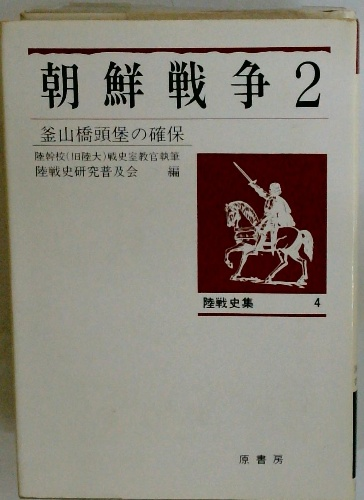 朝鮮戦争2
釜山橋頭堡の確保
陸幹校(旧陸大)戦史室教官執筆
陸戦史研究普及会 編
陸戦史集 4
原書房